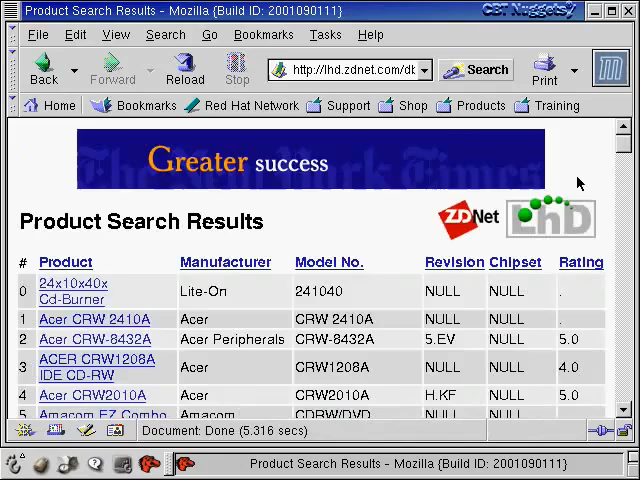 Product Search Results - Mozilla {Build ID: 2001090111}
CBT Nuggets
File Edit View Search Go Bookmarks Tasks Help
Back Forward Reload Stop http://lhd.zdnet.com/db Search Print m
Home Bookmarks Red Hat Network Support Shop Products Training
The New York Times
Greater success
Product Search Results
ZDNet LhD
# Product Manufacturer Model No. Revision Chipset Rating
0 24x10x40x Cd-Burner Lite-On 241040 NULL NULL .
1 Acer CRW 2410A Acer CRW 2410A NULL NULL .
2 Acer CRW-8432A Acer Peripherals CRW-8432A 5.EV NULL 5.0
3 ACER CRW1208A IDE CD-RW Acer CRW1208A NULL NULL 4.0
4 Acer CRW2010A Acer CRW2010A H.KF NULL 5.0
5 Amacom EZ Combo Amacom CDRW/DVD NULL NULL
Document: Done (5.316 secs)
Product Search Results - Mozilla {Build ID: 2001090111}